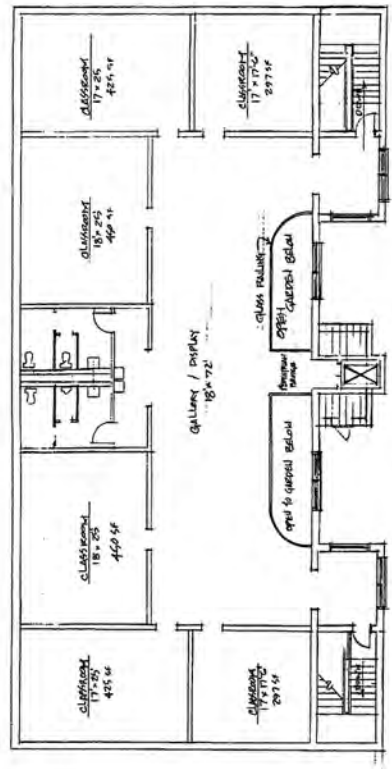 CLASSROOM
17 x 25
425 SF
CLASSROOM
18 x 25
450 SF
CLASSROOM
18 x 25
450 SF
CLASSROOM
17 x 25
425 SF
CLASSROOM
17 x 17'-6"
297 SF
GALLERY / DISPLAY
18' x 72'
CLASSROOM
17 x 17'-6"
297 SF
GLASS RAILING
OPEN TO GARDEN BELOW
OPEN
GARDEN BELOW
DOWN
DOWN